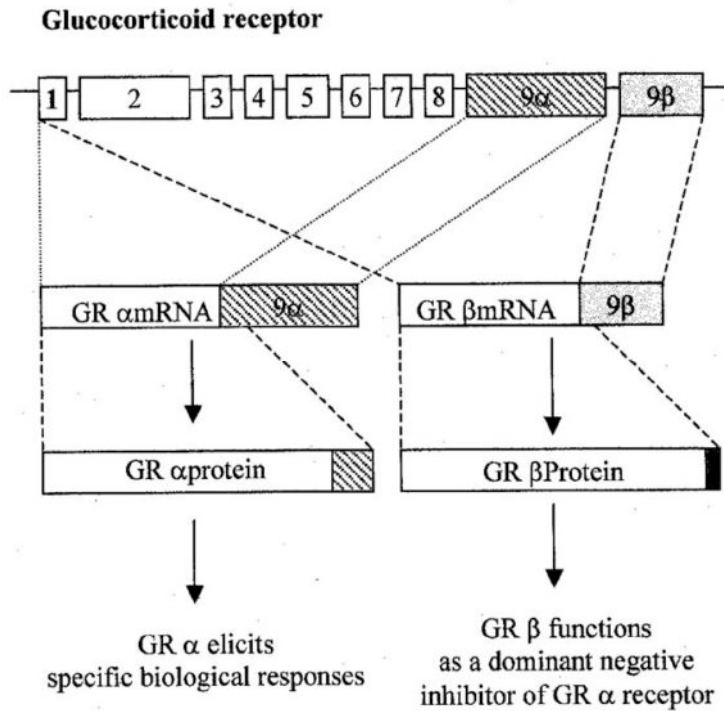 Glucocorticoid receptor
1 2 3 4 5 6 7 8 9α 9β
GR αmRNA 9α GR βmRNA 9β
GR αprotein GR βProtein
GR α elicits
specific biological responses
GR β functions
as a dominant negative
inhibitor of GR α receptor